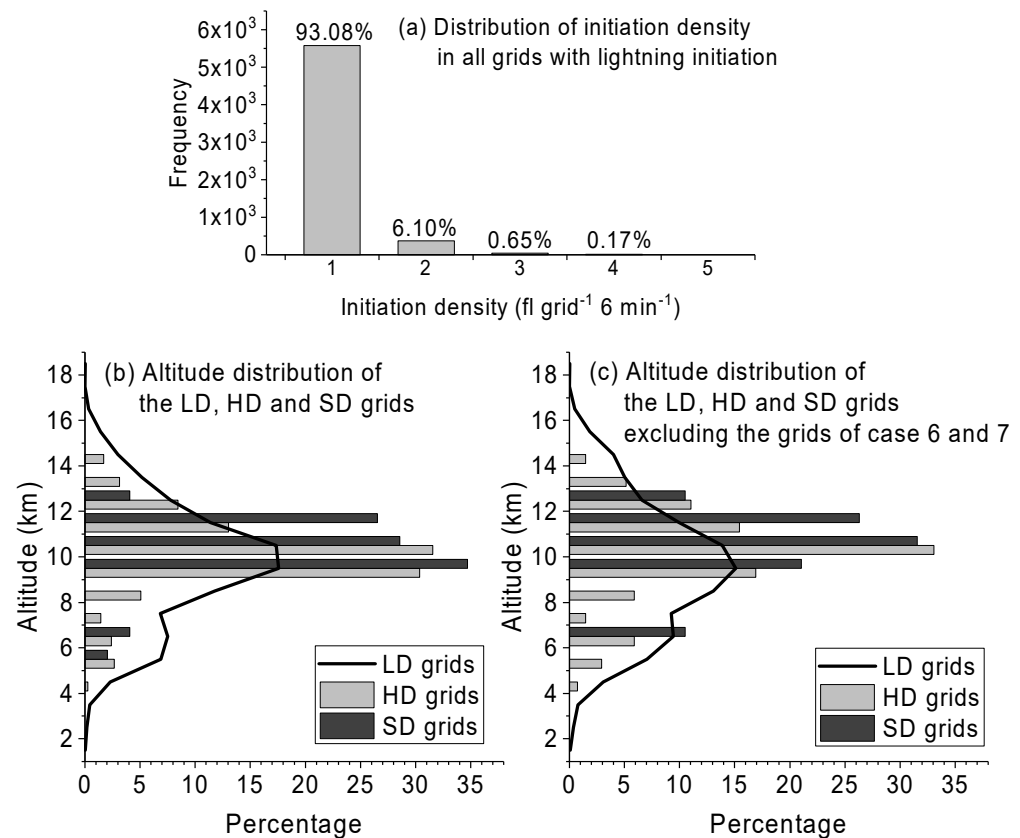 (a) Distribution of initiation density
in all grids with lightning initiation
6x10³
5x10³
4x10³
3x10³
2x10³
1x10³
0
Frequency
93.08%
6.10%
0.65%
0.17%
1 2 3 4 5
Initiation density (fl grid⁻¹ 6 min⁻¹)
(b) Altitude distribution of
the LD, HD and SD grids
18
16
14
12
10
8
6
4
2
Altitude (km)
LD grids
HD grids
SD grids
0 5 10 15 20 25 30 35
Percentage
(c) Altitude distribution of
the LD, HD and SD grids
excluding the grids of case 6 and 7
18
16
14
12
10
8
6
4
2
Altitude (km)
LD grids
HD grids
SD grids
0 5 10 15 20 25 30 35
Percentage